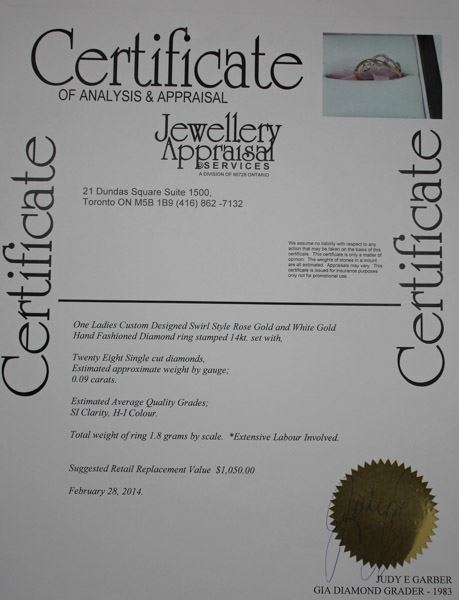 Certificate
OF ANALYSIS & APPRAISAL
Jewellery
Appraisal
SERVICES
21 Dundas Square Suite 1500,
Toronto ON M5B 1B9 (416) 862 -7132
Certificate
Certificate
We assume no liability with respect to any
action that may be taken on the basis of this
certificate. This certificate is only a matter of
opinion. The weights of stones in a mount
are all estimated. Appraisals may vary. This
certificate is issued for insurance purposes
only not for promotional use.
One Ladies Custom Designed Swirl Style Rose Gold and White Gold
Hand Fashioned Diamond ring stamped 14kt. set with,
Twenty Eight Single cut diamonds,
Estimated approximate weight by gauge;
0.09 carats.
Estimated Average Quality Grades;
SI Clarity, H-I Colour.
Total weight of ring 1.8 grams by scale. *Extensive Labour Involved.
Suggested Retail Replacement Value $1,050.00
February 28, 2014.
JUDY E GARBER
GIA DIAMOND GRADER - 1983